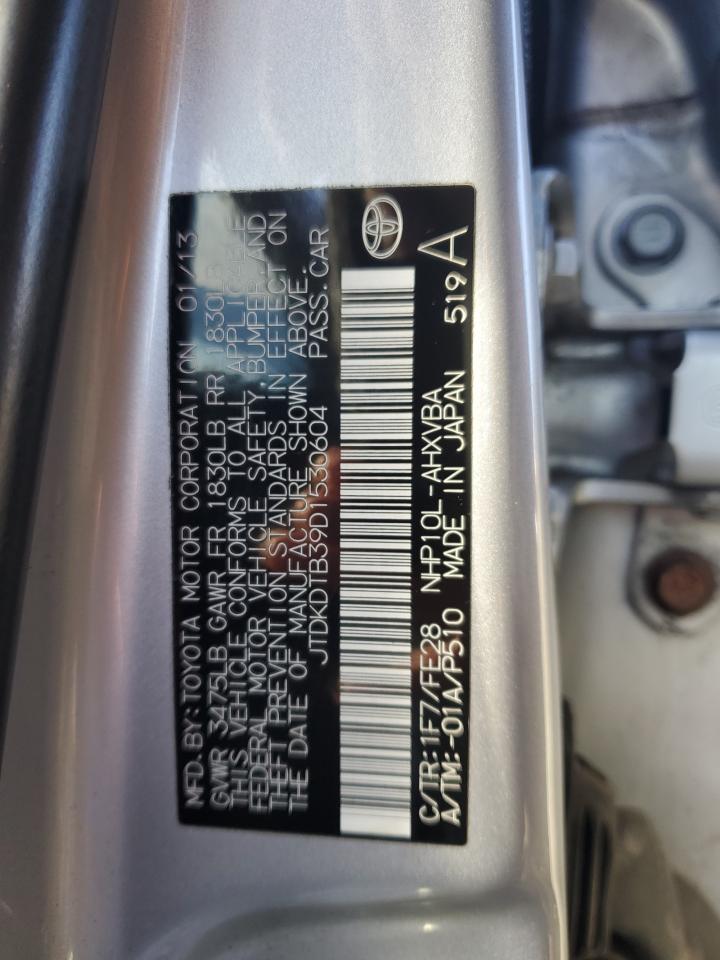 MFD.BY:TOYOTA MOTOR CORPORATION 01/13
GVWR 3475LB GAWR FR 1830LB RR 1830LB
THIS VEHICLE CONFORMS TO ALL APPLICABLE
FEDERAL MOTOR VEHICLE SAFETY, BUMPER, AND
THEFT PREVENTION STANDARDS IN EFFECT ON
THE DATE OF MANUFACTURE SHOWN ABOVE.
JTDKDTB39D1530604 PASS.CAR
C/TR:1F7/FE28 NHP10L-AHXVBA
A/TM:-01A/P510 MADE IN JAPAN 519A